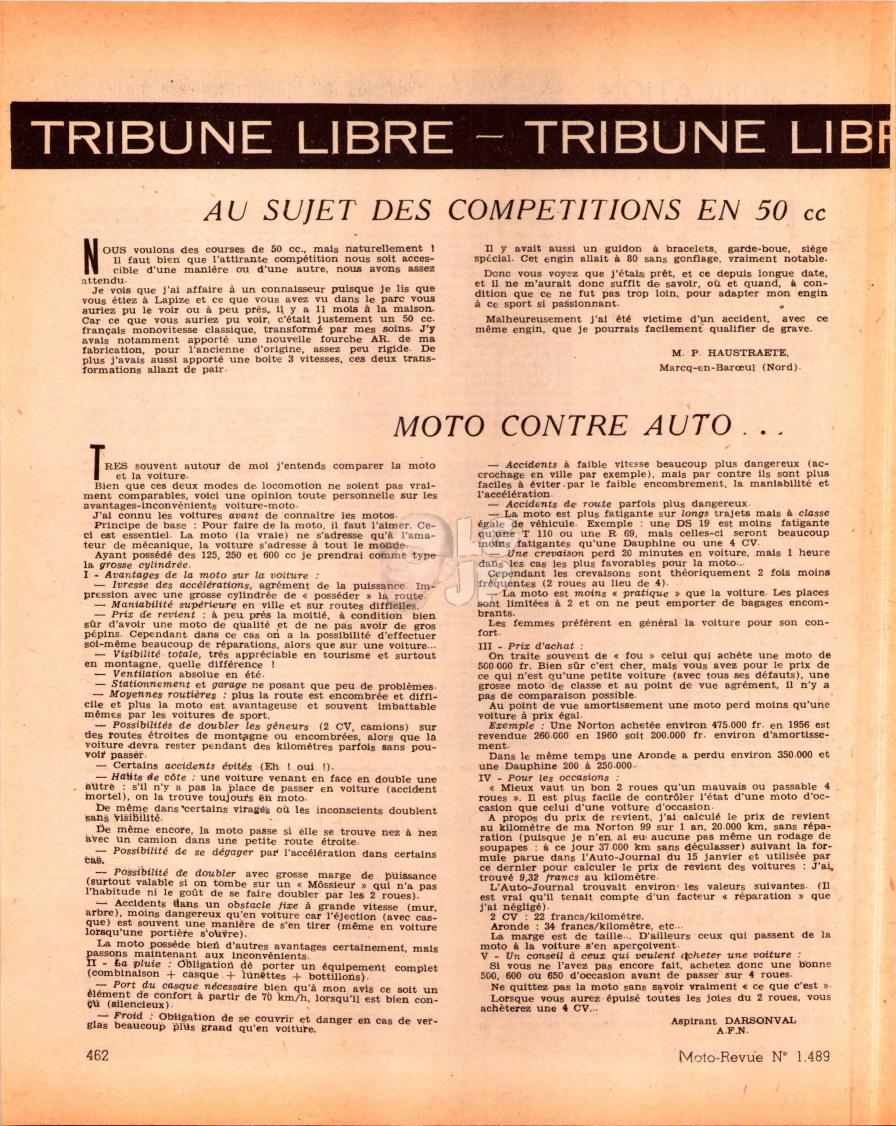 TRIBUNE LIBRE – TRIBUNE LIBR
AU SUJET DES COMPETITIONS EN 50 cc
NOUS voulons des courses de 50 cc., mais naturellement !
Il faut bien que l'attirante compétition nous soit acces-
cible d'une manière ou d'une autre, nous avons assez
attendu.
Je vois que j'ai affaire à un connaisseur puisque je lis que
vous étiez à Lapize et ce que vous avez vu dans le parc vous
auriez pu le voir ou à peu près, il y a 11 mois à la maison.
Car ce que vous auriez pu voir, c'était justement un 50 cc.
français monovitesse classique, transformé par mes soins. J'y
avais notamment apporté une nouvelle fourche AR. de ma
fabrication, pour l'ancienne d'origine, assez peu rigide. De
plus j'avais aussi apporté une boîte 3 vitesses, ces deux trans-
formations allant de pair.
Il y avait aussi un guidon à bracelets, garde-boue, siège
spécial. Cet engin allait à 80 sans gonflage, vraiment notable.
Donc vous voyez que j'étais prêt, et ce depuis longue date,
et il ne m'aurait donc suffit de savoir, où et quand, à con-
dition que ce ne fut pas trop loin, pour adapter mon engin
à ce sport si passionnant.
Malheureusement j'ai été victime d'un accident, avec ce
même engin, que je pourrais facilement qualifier de grave.
M. P. HAUSTRAETE,
Marcq-en-Barœul (Nord).
MOTO CONTRE AUTO . . .
TRES souvent autour de moi j'entends comparer la moto
et la voiture.
Bien que ces deux modes de locomotion ne soient pas vrai-
ment comparables, voici une opinion toute personnelle sur les
avantages-inconvénients voiture-moto.
J'ai connu les voitures avant de connaître les motos.
Principe de base : Pour faire de la moto, il faut l'aimer. Ce-
ci est essentiel. La moto (la vraie) ne s'adresse qu'à l'ama-
teur de mécanique, la voiture s'adresse à tout le monde.
Ayant possédé des 125, 250 et 600 cc je prendrai comme type
la grosse cylindrée.
I - Avantages de la moto sur la voiture :
— Ivresse des accélérations, agrément de la puissance. Im-
pression avec une grosse cylindrée de « posséder » la route.
— Maniabilité supérieure en ville et sur routes difficiles.
— Prix de revient : à peu près la moitié, à condition bien
sûr d'avoir une moto de qualité et de ne pas avoir de gros
pépins. Cependant dans ce cas on a la possibilité d'effectuer
soi-même beaucoup de réparations, alors que sur une voiture...
— Visibilité totale, très appréciable en tourisme et surtout
en montagne, quelle différence !
— Ventilation absolue en été.
— Stationnement et garage ne posant que peu de problèmes.
— Moyennes routières : plus la route est encombrée et diffi-
cile et plus la moto est avantageuse et souvent imbattable
mêmes par les voitures de sport.
— Possibilités de doubler les gêneurs (2 CV, camions) sur
des routes étroites de montagne ou encombrées, alors que la
voiture devra rester pendant des kilomètres parfois sans pou-
voir passer.
— Certains accidents évités (Eh ! oui !).
— Hauts de côte : une voiture venant en face en double une
autre : s'il n'y a pas la place de passer en voiture (accident
mortel), on la trouve toujours en moto.
De même dans certains virages où les inconscients doublent
sans visibilité.
De même encore, la moto passe si elle se trouve nez à nez
avec un camion dans une petite route étroite.
— Possibilité de se dégager par l'accélération dans certains
cas.
— Possibilité de doubler avec grosse marge de puissance
(surtout valable si on tombe sur un « Môssieur » qui n'a pas
l'habitude ni le goût de se faire doubler par les 2 roues).
— Accidents dans un obstacle fixe à grande vitesse (mur,
arbre), moins dangereux qu'en voiture car l'éjection (avec cas-
que) est souvent une manière de s'en tirer (même en voiture
lorsqu'une portière s'ouvre).
La moto possède bien d'autres avantages certainement, mais
passons maintenant aux inconvénients.
II - La pluie : Obligation de porter un équipement complet
(combinaison + casque + lunettes + bottillons).
— Port du casque nécessaire bien qu'à mon avis ce soit un
élément de confort à partir de 70 km/h, lorsqu'il est bien con-
çu (silencieux).
— Froid : Obligation de se couvrir et danger en cas de ver-
glas beaucoup plus grand qu'en voiture.
— Accidents à faible vitesse beaucoup plus dangereux (ac-
crochage en ville par exemple), mais par contre ils sont plus
faciles à éviter par le faible encombrement, la maniabilité et
l'accélération.
— Accidents de route parfois plus dangereux.
— La moto est plus fatigante sur longs trajets mais à classe
égale de véhicule. Exemple : une DS 19 est moins fatigante
qu'une T 110 ou une R 69, mais celles-ci seront beaucoup
moins fatigantes qu'une Dauphine ou une 4 CV.
— Une crevaison perd 20 minutes en voiture, mais 1 heure
dans les cas les plus favorables pour la moto...
Cependant les crevaisons sont théoriquement 2 fois moins
fréquentes (2 roues au lieu de 4).
— La moto est moins « pratique » que la voiture. Les places
sont limitées à 2 et on ne peut emporter de bagages encom-
brants.
Les femmes préfèrent en général la voiture pour son con-
fort.
III - Prix d'achat :
On traite souvent de « fou » celui qui achète une moto de
500 000 fr. Bien sûr c'est cher, mais vous avez pour le prix de
ce qui n'est qu'une petite voiture (avec tous ses défauts), une
grosse moto de classe et au point de vue agrément, il n'y a
pas de comparaison possible.
Au point de vue amortissement une moto perd moins qu'une
voiture à prix égal.
Exemple : Une Norton achetée environ 475.000 fr. en 1956 est
revendue 260.000 en 1960 soit 200.000 fr. environ d'amortisse-
ment.
Dans le même temps une Aronde a perdu environ 350.000 et
une Dauphine 200 à 250.000.
IV - Pour les occasions :
« Mieux vaut un bon 2 roues qu'un mauvais ou passable 4
roues ». Il est plus facile de contrôler l'état d'une moto d'oc-
casion que celui d'une voiture d'occasion.
A propos du prix de revient, j'ai calculé le prix de revient
au kilomètre de ma Norton 99 sur 1 an, 20.000 km, sans répa-
ration (puisque je n'en ai eu aucune pas même un rodage de
soupapes : à ce jour 37.000 km sans déculasser) suivant la for-
mule parue dans l'Auto-Journal du 15 janvier et utilisée par
ce dernier pour calculer le prix de revient des voitures : J'ai
trouvé 9,32 francs au kilomètre.
L'Auto-Journal trouvait environ les valeurs suivantes. (Il
est vrai qu'il tenait compte d'un facteur « réparation » que
j'ai négligé).
2 CV : 22 francs/kilométre.
Aronde : 34 francs/kilomètre, etc...
La marge est de taille... D'ailleurs ceux qui passent de la
moto à la voiture s'en aperçoivent.
V - Un conseil à ceux qui veulent acheter une voiture :
Si vous ne l'avez pas encore fait, achetez donc une bonne
500, 600 ou 650 d'occasion avant de passer sur 4 roues.
Ne quittez pas la moto sans savoir vraiment « ce que c'est ».
Lorsque vous aurez épuisé toutes les joies du 2 roues, vous
achèterez une 4 CV...
Aspirant DARSONVAL
A.F.N.
462
Moto-Revue N° 1.489